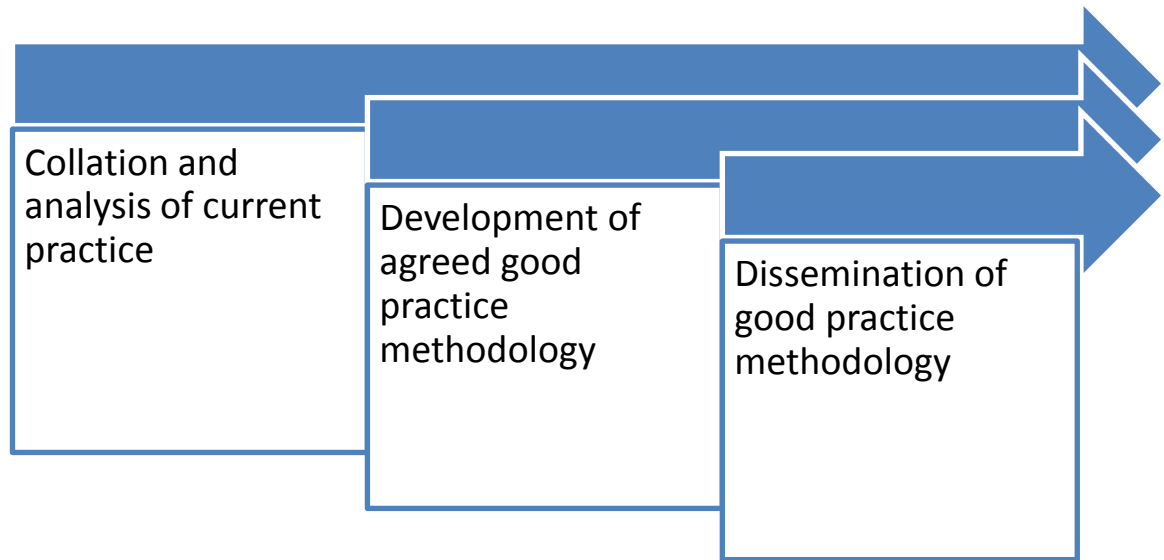 Collation and
analysis of current
practice
Development of
agreed good
practice
methodology
Dissemination of
good practice
methodology